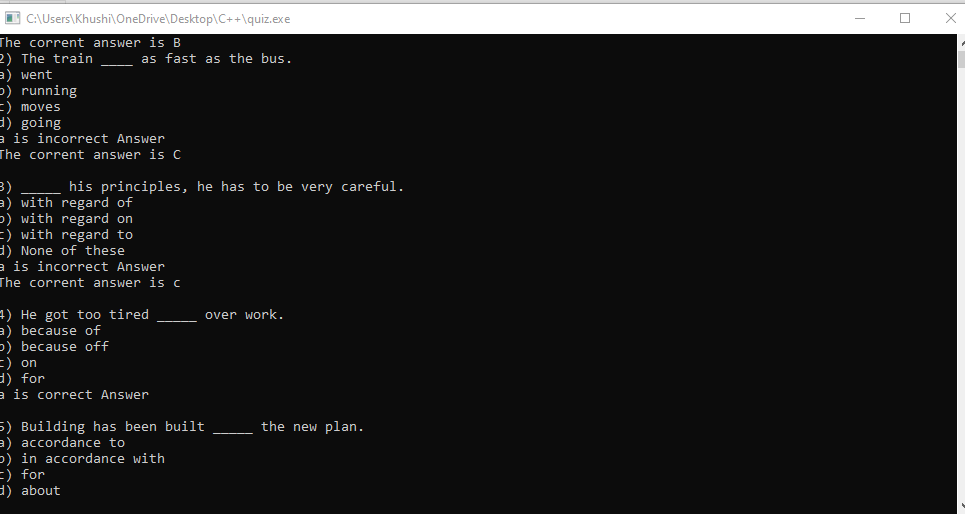 C:\Users\Khushi\OneDrive\Desktop\C++\quiz.exe
The corrent answer is B
2) The train ____ as fast as the bus.
a) went
b) running
c) moves
d) going
a is incorrect Answer
The corrent answer is C
3) _____ his principles, he has to be very careful.
a) with regard of
b) with regard on
c) with regard to
d) None of these
a is incorrect Answer
The corrent answer is c
4) He got too tired _____ over work.
a) because of
b) because off
c) on
d) for
a is correct Answer
5) Building has been built _____ the new plan.
a) accordance to
b) in accordance with
c) for
d) about